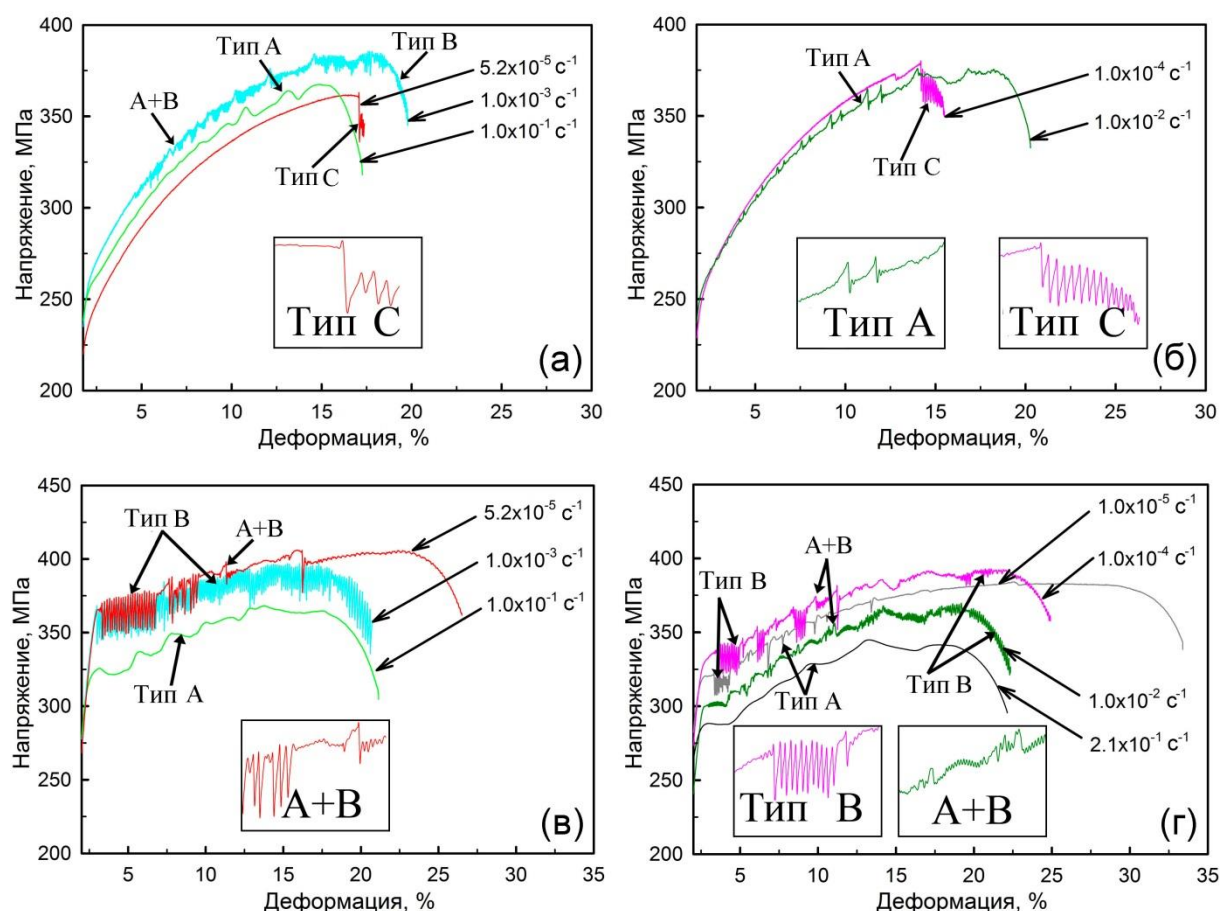 400
350
300
250
200
Напряжение, МПа
5
10
15
20
25
30
Деформация, %
A+B
Тип A
Тип B
5.2x10⁻⁵ c⁻¹
1.0x10⁻³ c⁻¹
1.0x10⁻¹ c⁻¹
Тип C
Тип C
(а)
400
350
300
250
200
Напряжение, МПа
5
10
15
20
25
30
Деформация, %
Тип A
1.0x10⁻⁴ c⁻¹
1.0x10⁻² c⁻¹
Тип C
Тип A
Тип C
(б)
450
400
350
300
250
200
Напряжение, МПа
5
10
15
20
25
30
35
Деформация, %
Тип B
A+B
5.2x10⁻⁵ c⁻¹
1.0x10⁻³ c⁻¹
1.0x10⁻¹ c⁻¹
Тип A
A+B
(в)
450
400
350
300
250
200
Напряжение, МПа
5
10
15
20
25
30
35
Деформация, %
A+B
Тип B
1.0x10⁻⁵ c⁻¹
1.0x10⁻⁴ c⁻¹
Тип A
Тип B
1.0x10⁻² c⁻¹
2.1x10⁻¹ c⁻¹
Тип B
A+B
(г)